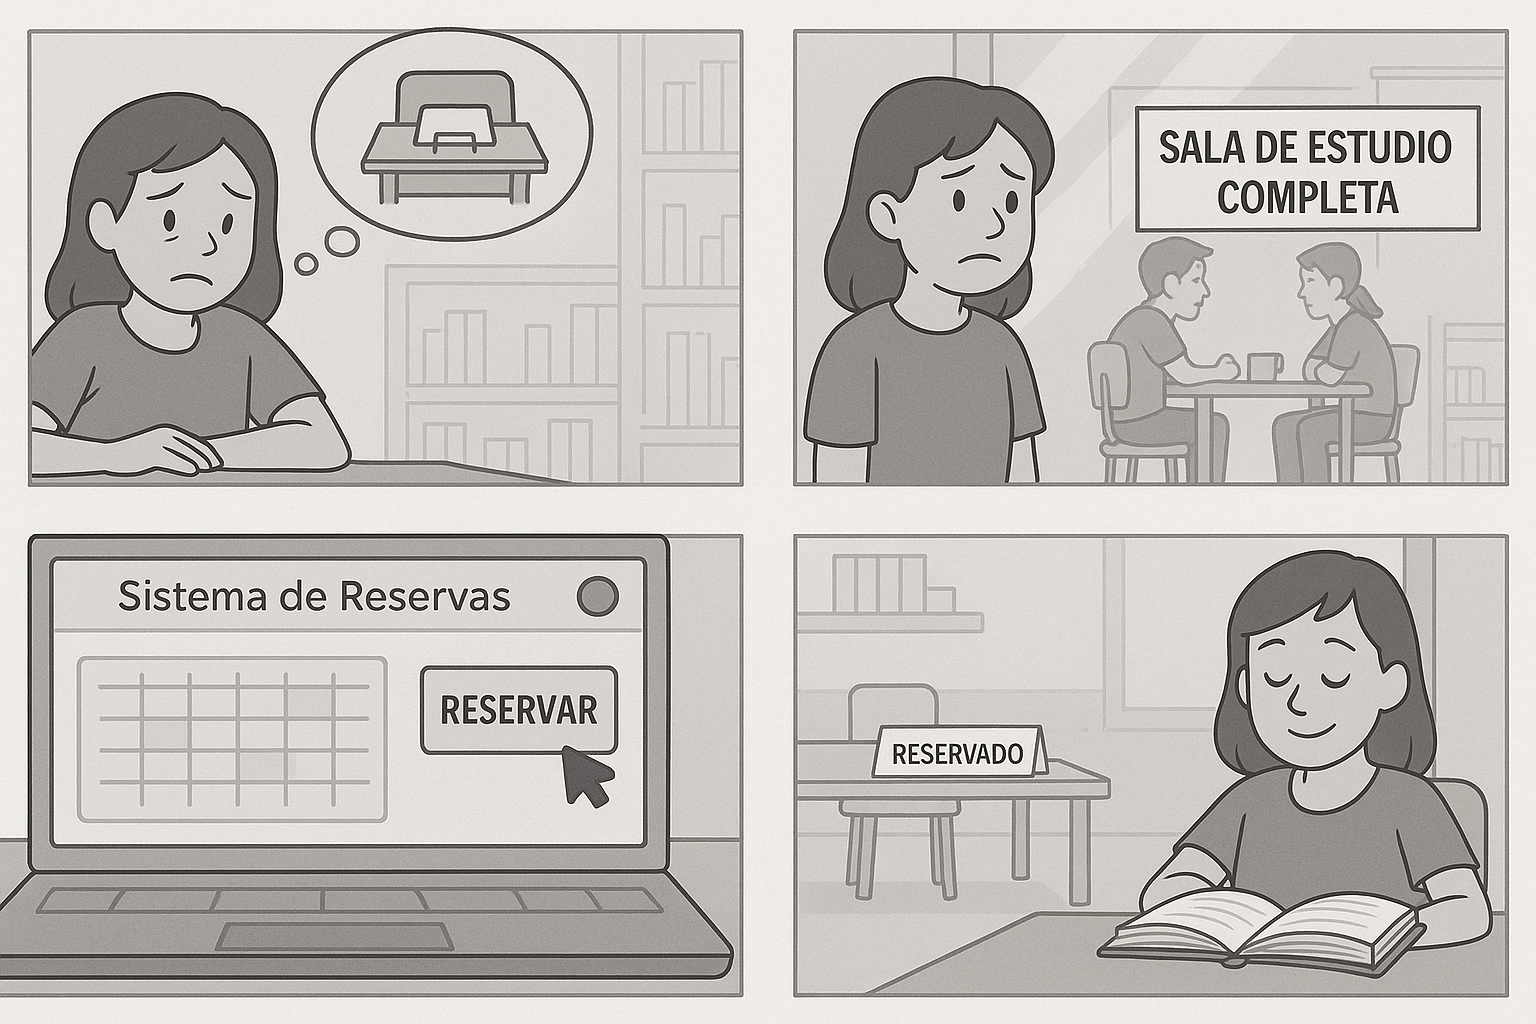 SALA DE ESTUDIO
COMPLETA
Sistema de Reservas
RESERVAR
RESERVADO